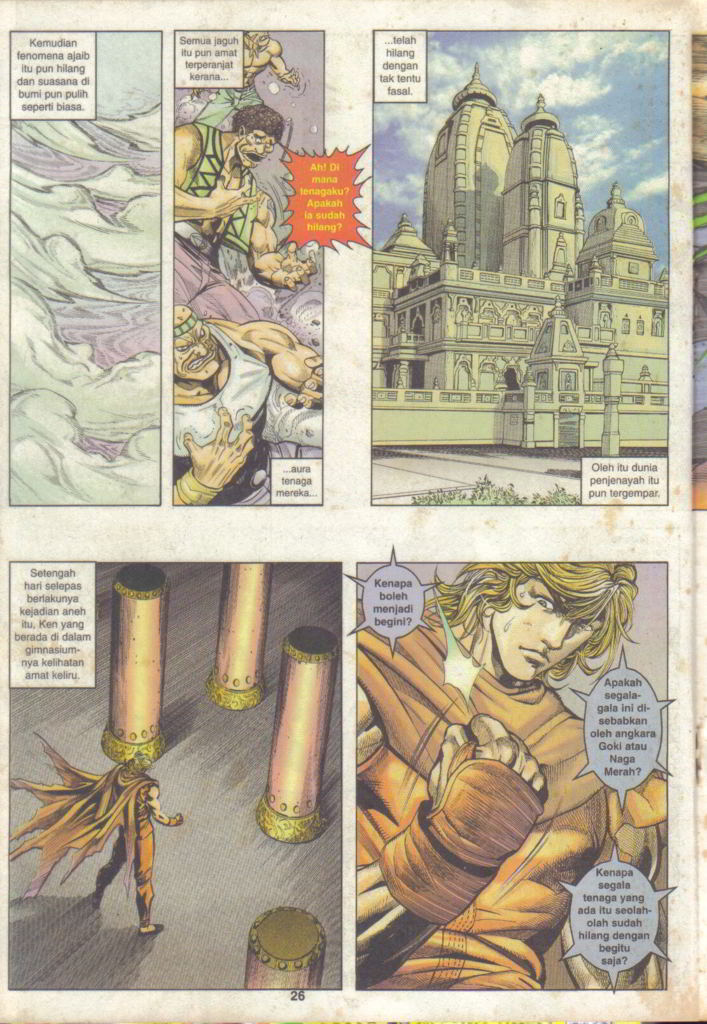 Kemudian
fenomena ajaib
itu pun hilang
dan suasana di
bumi pun pulih
seperti biasa.
Semua jaguh
itu pun amat
terperanjat
kerana...
Ah! Di
mana
tenagaku?
Apakah
ia sudah
hilang?
...aura
tenaga
mereka...
...telah
hilang
dengan
tak tentu
fasal.
Oleh itu dunia
penjenayah itu
pun tergempar.
Setengah
hari selepas
berlakunya
kejadian aneh
itu, Ken yang
berada di dalam
gimnasium-
nya kelihatan
amat keliru.
Kenapa
boleh
menjadi
begini?
Apakah
segala-
gala ini di-
sebabkan
oleh angkara
Goki atau
Naga
Merah?
Kenapa
segala
tenaga yang
ada itu seolah-
olah sudah
hilang dengan
begitu
saja?
26